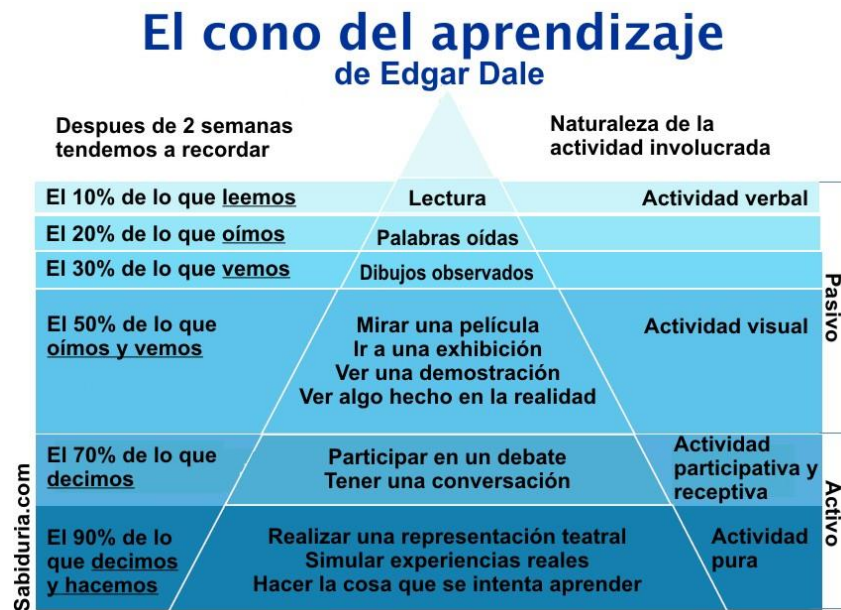 El cono del aprendizaje
de Edgar Dale
Despues de 2 semanas
tendemos a recordar
Naturaleza de la
actividad involucrada
El 10% de lo que leemos
Lectura
Actividad verbal
El 20% de lo que oímos
Palabras oídas
El 30% de lo que vemos
Dibujos observados
El 50% de lo que
oímos y vemos
Mirar una película
Ir a una exhibición
Ver una demostración
Ver algo hecho en la realidad
Actividad visual
Pasivo
El 70% de lo que
decimos
Participar en un debate
Tener una conversación
Actividad
participativa y
receptiva
El 90% de lo
que decimos
y hacemos
Realizar una representación teatral
Simular experiencias reales
Hacer la cosa que se intenta aprender
Actividad
pura
Activo
Sabiduria.com